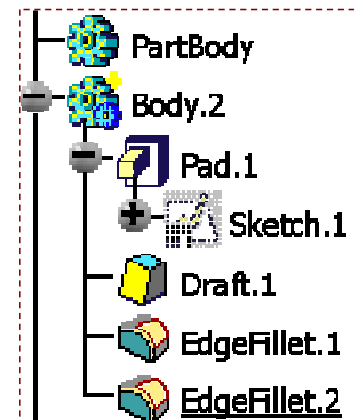 PartBody
Body.2
Pad.1
Sketch.1
Draft.1
EdgeFillet.1
EdgeFillet.2